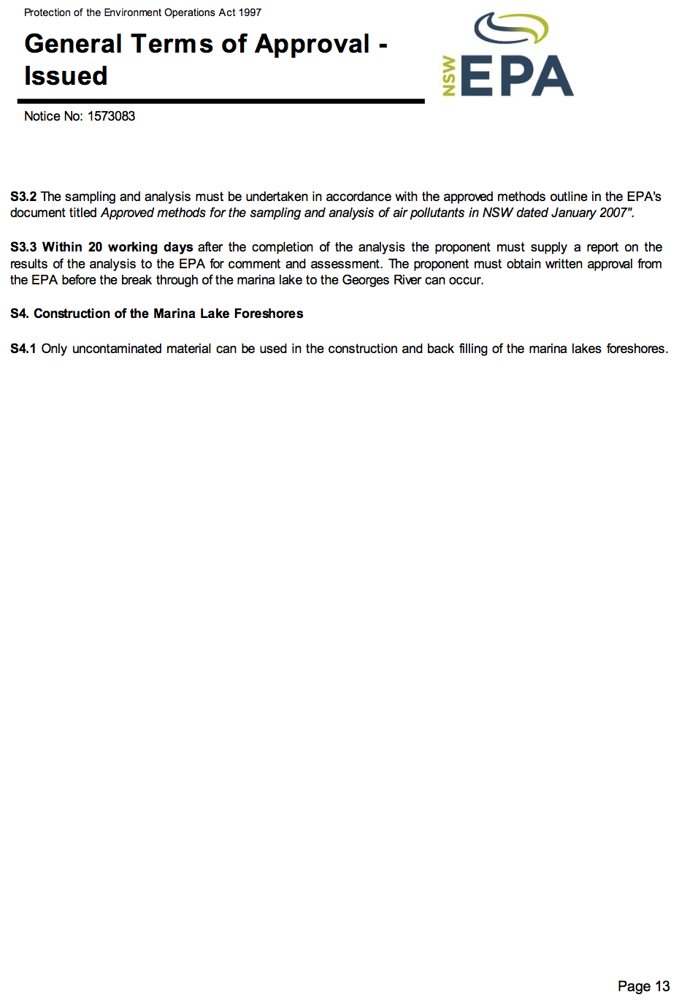 Protection of the Environment Operations Act 1997
General Terms of Approval -
Issued
NSW EPA
Notice No: 1573083
S3.2 The sampling and analysis must be undertaken in accordance with the approved methods outline in the EPA's
document titled Approved methods for the sampling and analysis of air pollutants in NSW dated January 2007".
S3.3 Within 20 working days after the completion of the analysis the proponent must supply a report on the
results of the analysis to the EPA for comment and assessment. The proponent must obtain written approval from
the EPA before the break through of the marina lake to the Georges River can occur.
S4. Construction of the Marina Lake Foreshores
S4.1 Only uncontaminated material can be used in the construction and back filling of the marina lakes foreshores.
Page 13